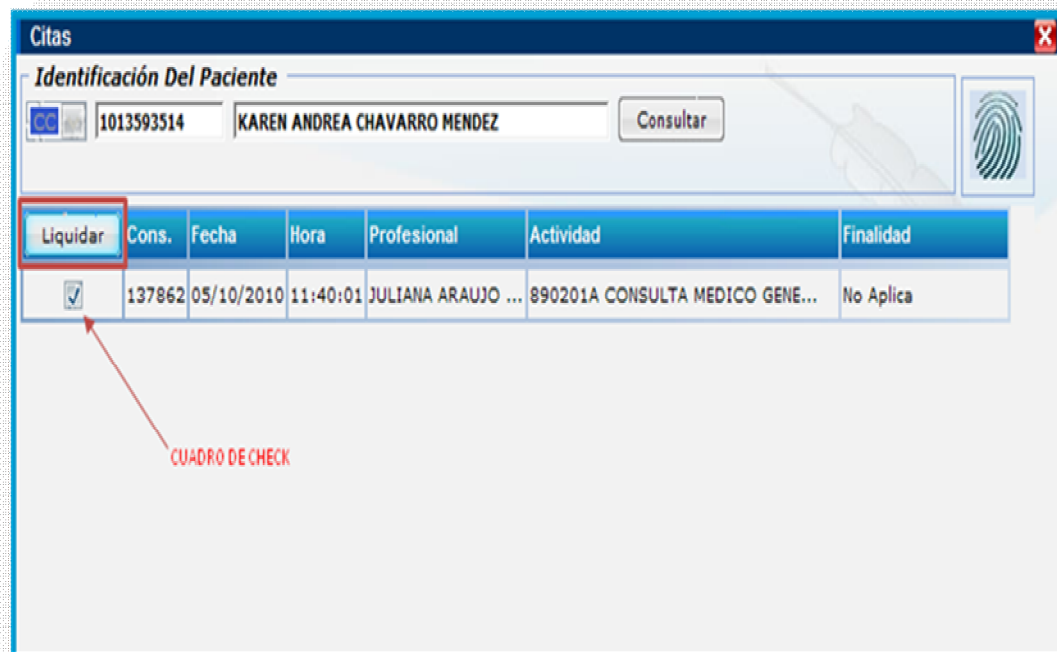 Citas
Identificación Del Paciente
CC 1013593514 KAREN ANDREA CHAVARRO MENDEZ Consultar
Liquidar Cons. Fecha Hora Profesional Actividad Finalidad
137862 05/10/2010 11:40:01 JULIANA ARAUJO ... 890201A CONSULTA MEDICO GENE... No Aplica
CUADRO DE CHECK